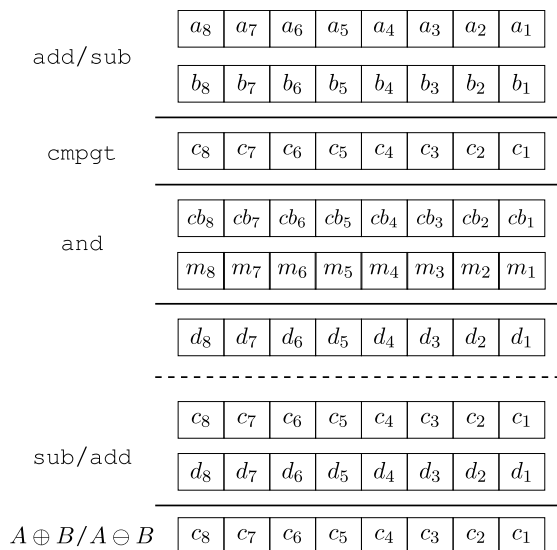 a₈ a₇ a₆ a₅ a₄ a₃ a₂ a₁
add/sub
b₈ b₇ b₆ b₅ b₄ b₃ b₂ b₁
cmpgt c₈ c₇ c₆ c₅ c₄ c₃ c₂ c₁
cb₈ cb₇ cb₆ cb₅ cb₄ cb₃ cb₂ cb₁
and
m₈ m₇ m₆ m₅ m₄ m₃ m₂ m₁
d₈ d₇ d₆ d₅ d₄ d₃ d₂ d₁
c₈ c₇ c₆ c₅ c₄ c₃ c₂ c₁
sub/add
d₈ d₇ d₆ d₅ d₄ d₃ d₂ d₁
A ⊕ B/A ⊖ B c₈ c₇ c₆ c₅ c₄ c₃ c₂ c₁